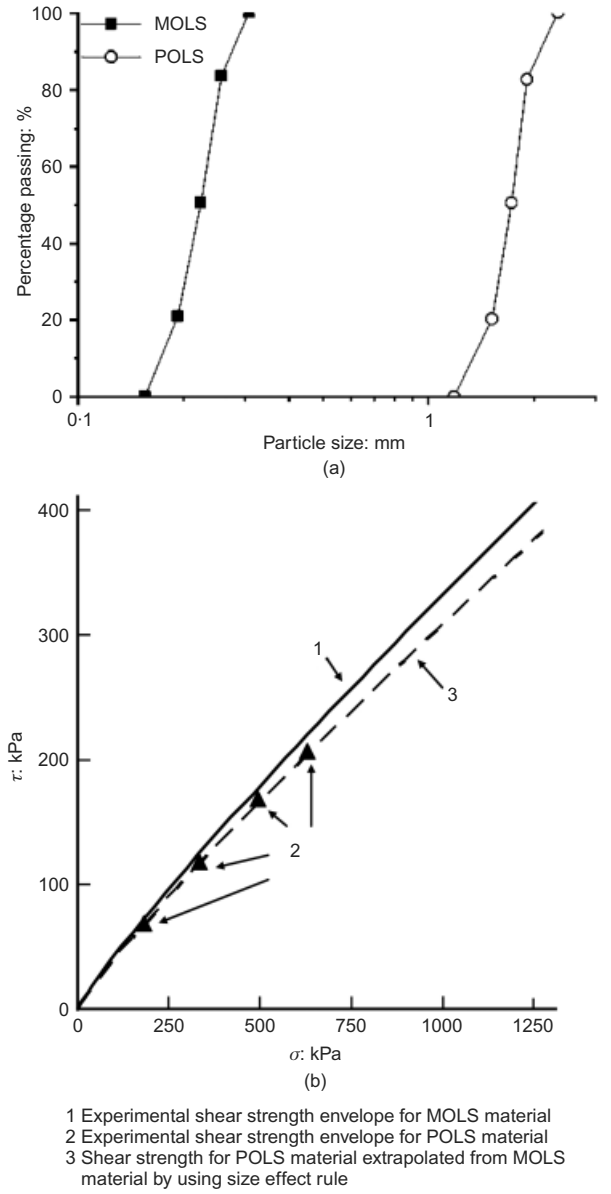 100
MOLS
POLS
80
60
40
20
0
Percentage passing: %
0·1
1
Particle size: mm
(a)
400
300
200
100
0
τ: kPa
1
3
2
0
250
500
750
1000
1250
σ: kPa
(b)
1 Experimental shear strength envelope for MOLS material
2 Experimental shear strength envelope for POLS material
3 Shear strength for POLS material extrapolated from MOLS
material by using size effect rule